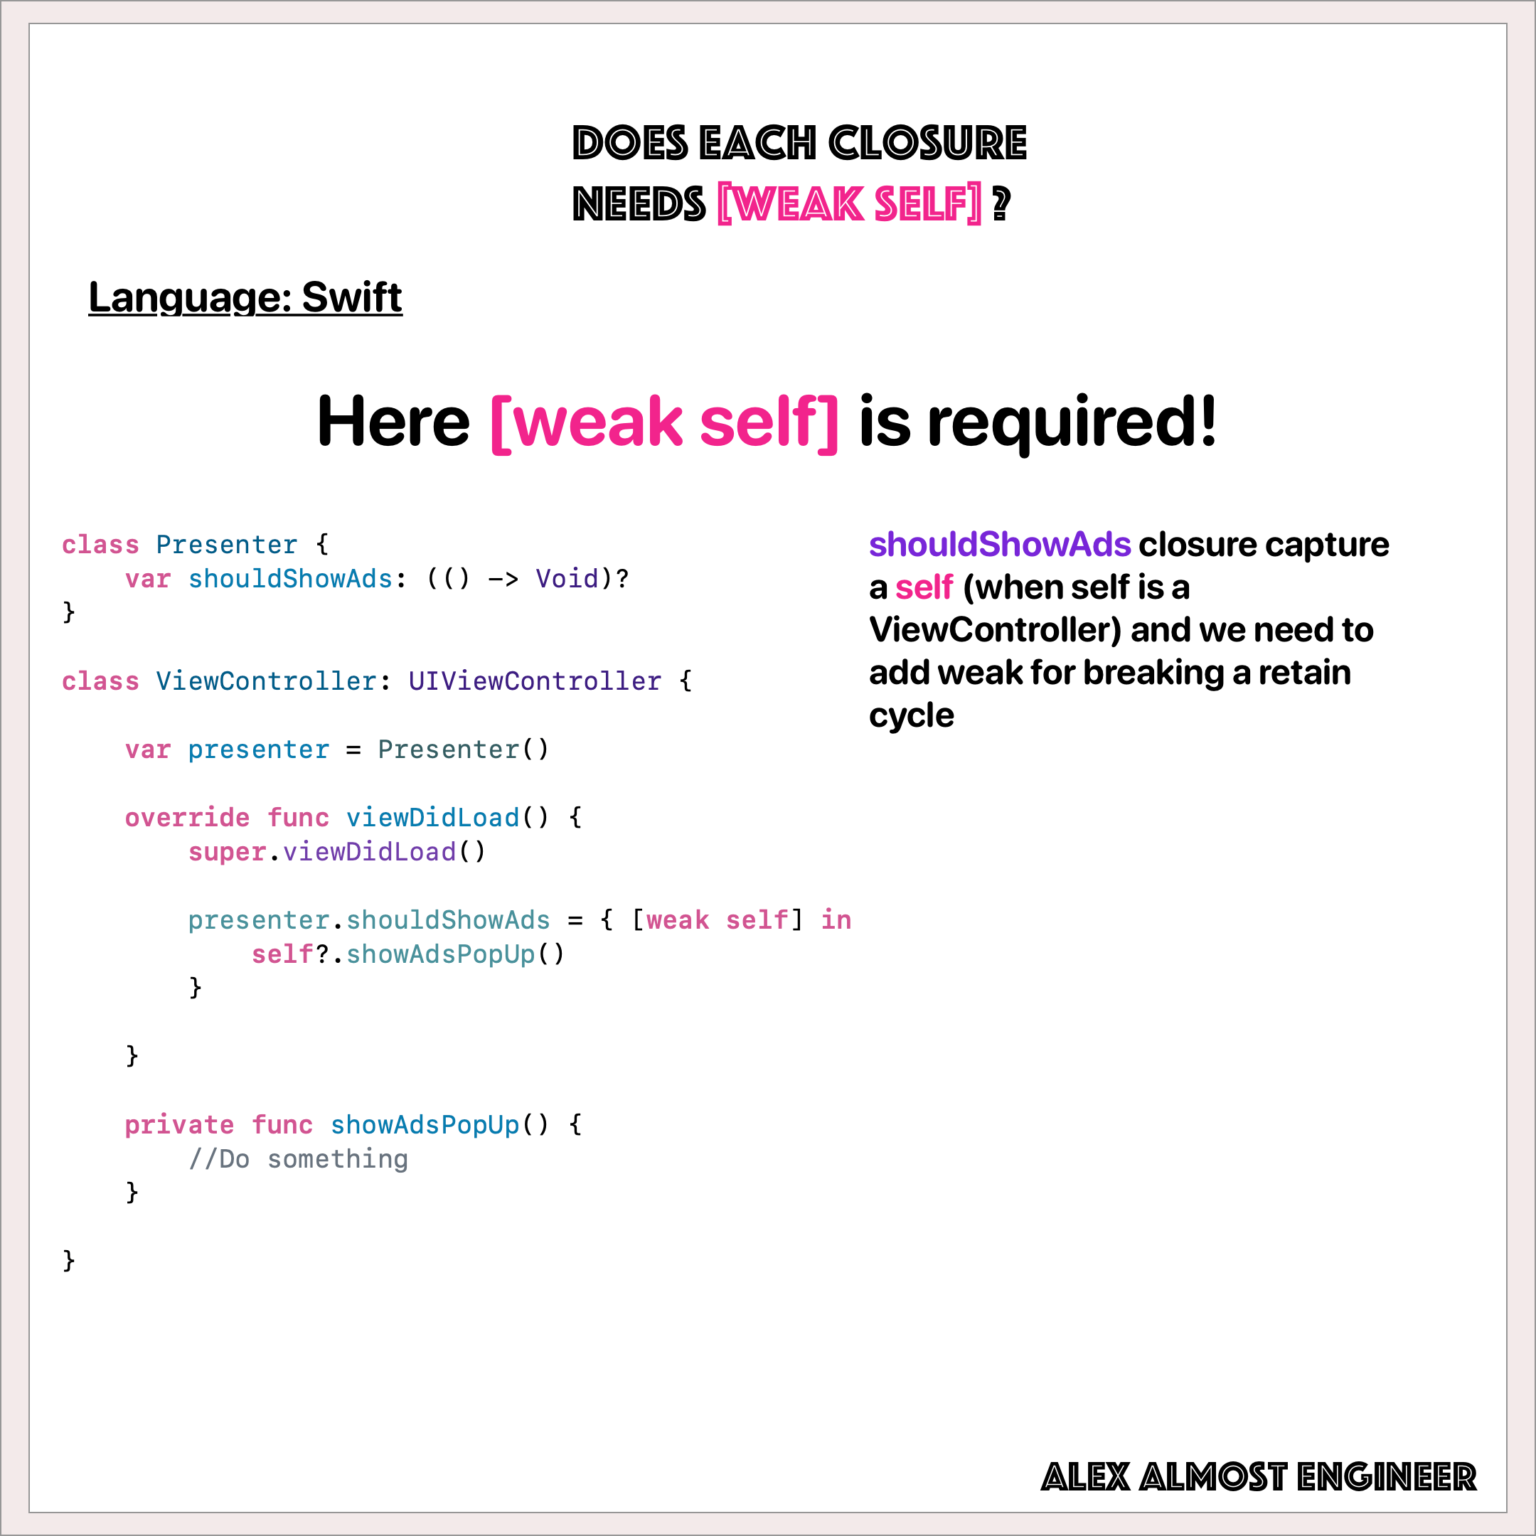 DOES EACH CLOSURE
NEEDS [WEAK SELF] ?
Language: Swift
Here [weak self] is required!
class Presenter {
    var shouldShowAds: (() -> Void)?
}
class ViewController: UIViewController {
    var presenter = Presenter()
    override func viewDidLoad() {
        super.viewDidLoad()
        presenter.shouldShowAds = { [weak self] in
            self?.showAdsPopUp()
        }
    }
    private func showAdsPopUp() {
        //Do something
    }
}
shouldShowAds closure capture
a self (when self is a
ViewController) and we need to
add weak for breaking a retain
cycle
ALEX ALMOST ENGINEER